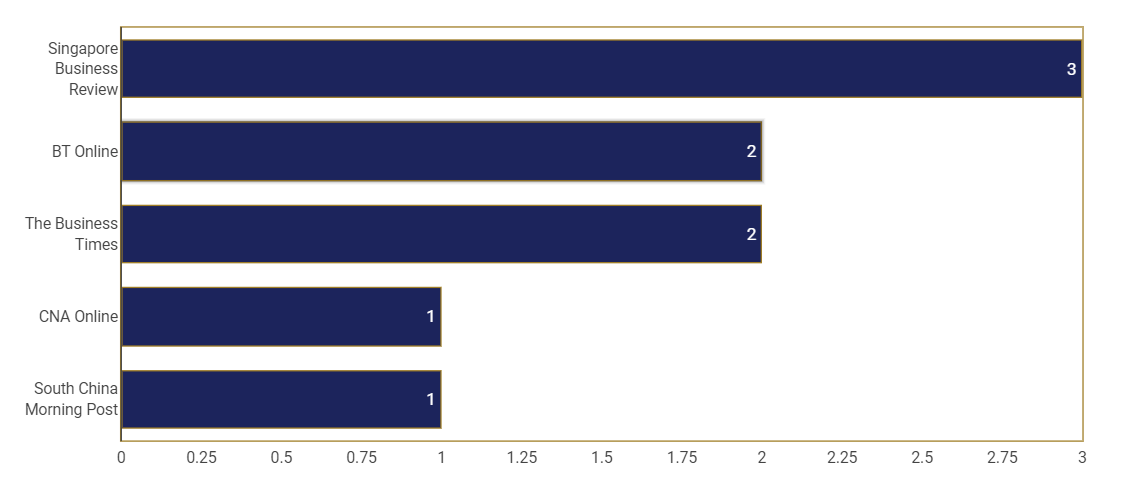 Singapore
Business
Review
3
BT Online
2
The Business
Times
2
CNA Online
1
South China
Morning Post
1
0 0.25 0.5 0.75 1 1.25 1.5 1.75 2 2.25 2.5 2.75 3